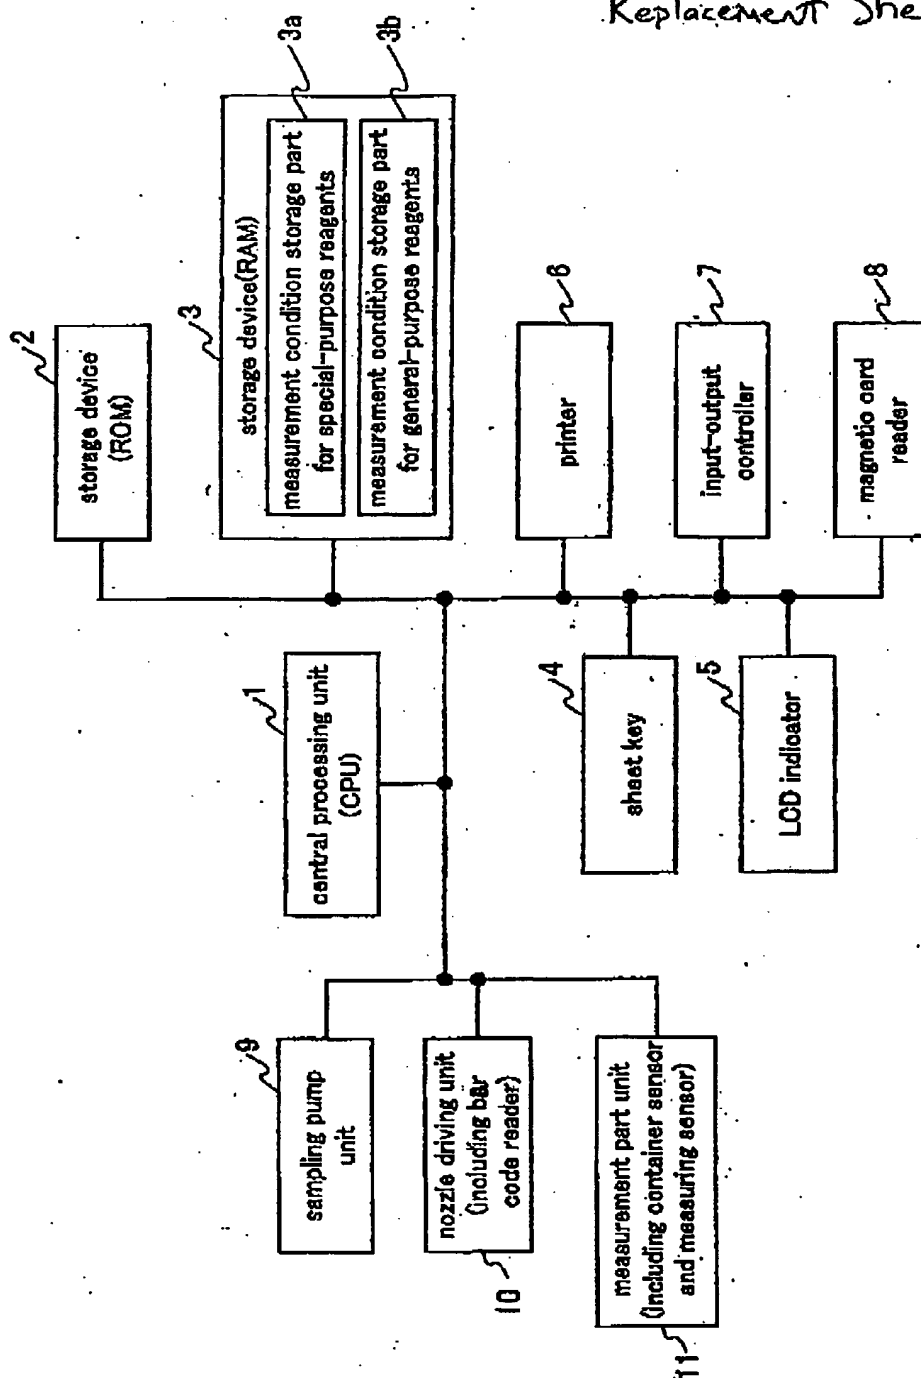 Replacement She
2
storage device
(ROM)
3
storage device(RAM)
measurement condition storage part
for special-purpose reagents
3a
measurement condition storage part
for general-purpose reagents
3b
1
central processing unit
(CPU)
6
printer
7
input-output
controller
8
magnetic card
reader
4
sheet key
5
LCD indicator
9
sampling pump
unit
10
nozzle driving unit
(including bar
code reader)
11
measurement part unit
(including container sensor
and measuring sensor)